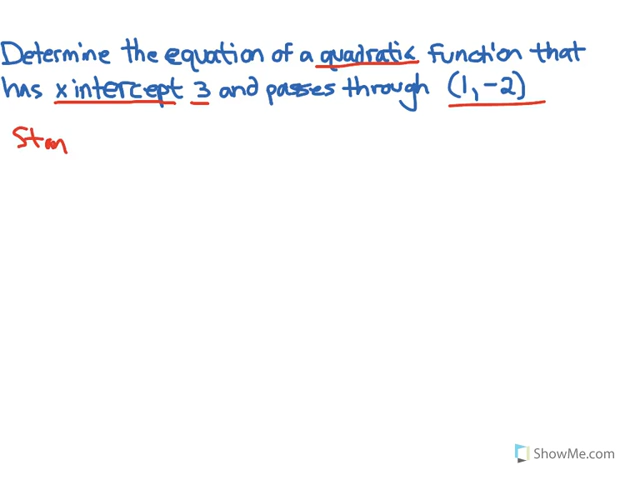 Determine the equation of a quadratic function that
has x intercept 3 and passes through (1, -2)
Stan
ShowMe.com